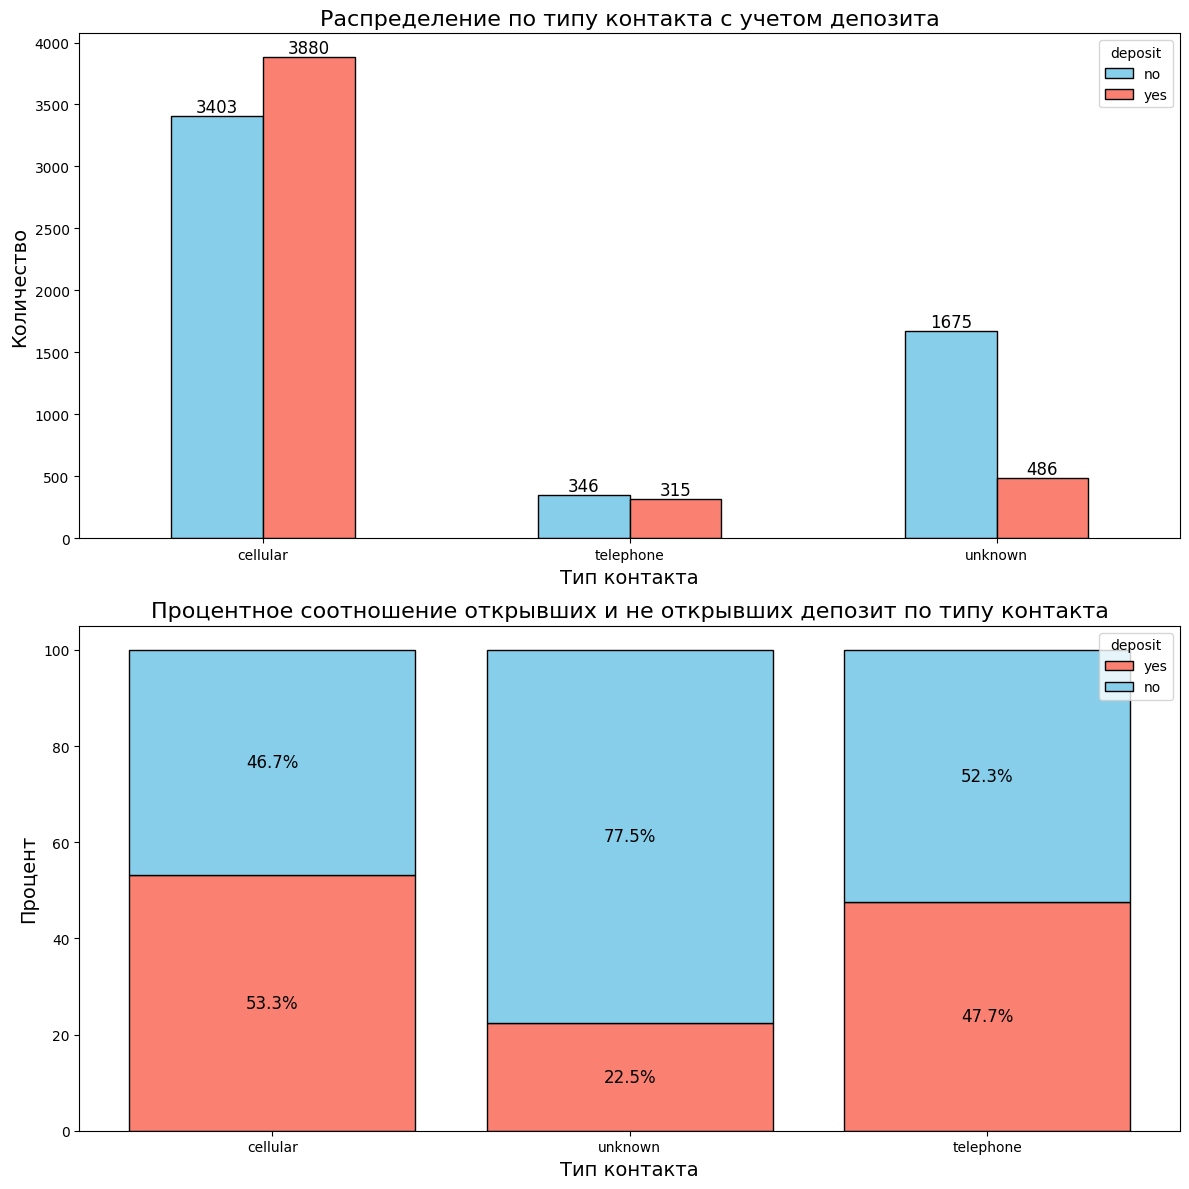 Распределение по типу контакта с учетом депозита
Количество
4000
3500
3000
2500
2000
1500
1000
500
0
3403
3880
346
315
1675
486
deposit
no
yes
cellular
telephone
unknown
Тип контакта
Процентное соотношение открывших и не открывших депозит по типу контакта
Процент
100
80
60
40
20
0
46.7%
53.3%
77.5%
22.5%
52.3%
47.7%
deposit
yes
no
cellular
unknown
telephone
Тип контакта